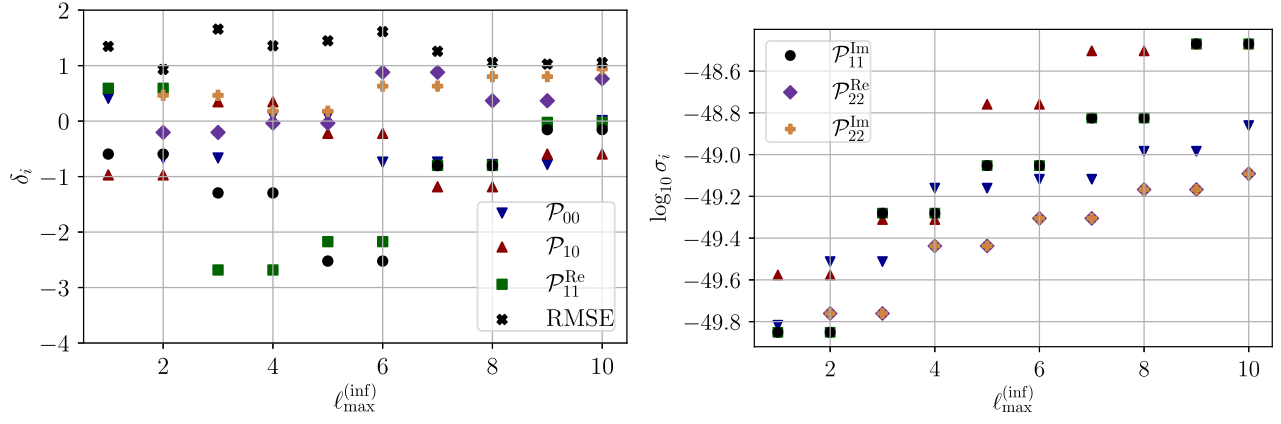 2
1
0
−1
−2
−3
−4
δ_i
2 4 6 8 10
ℓ_max^(inf)
𝒫_00
𝒫_10
𝒫_11^Re
RMSE
−48.6
−48.8
−49.0
−49.2
−49.4
−49.6
−49.8
log_10 σ_i
2 4 6 8 10
ℓ_max^(inf)
𝒫_11^Im
𝒫_22^Re
𝒫_22^Im